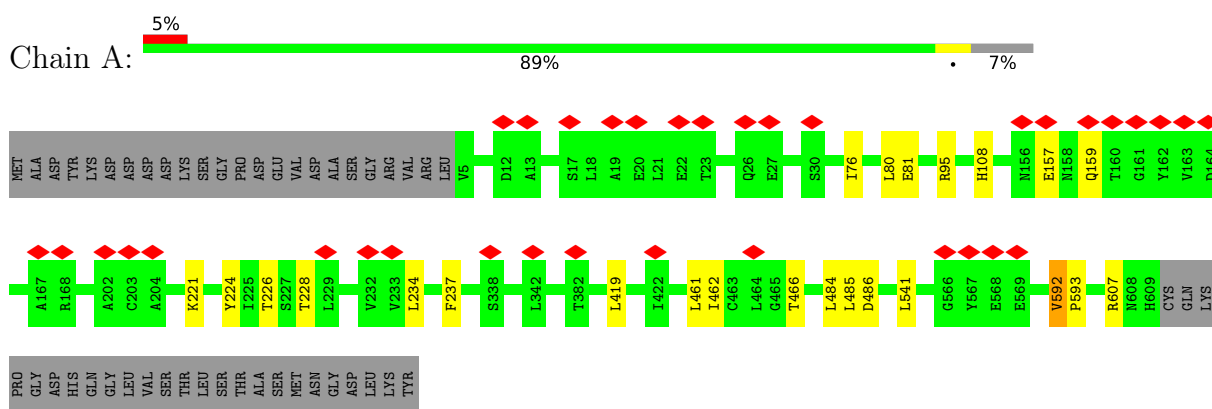 5%
Chain A:
89% • 7%
MET ALA ASP TYR LYS ASP ASP ASP ASP LYS SER GLY PRO ASP GLU VAL ASP ALA SER GLY ARG VAL ARG LEU V5 D12 A13 S17 L18 A19 E20 L21 E22 T23 Q26 E27 S30 I76 L80 E81 R95 H108 N156 E157 N158 Q159 T160 G161 Y162 V163 D164
A167 R168 A202 C203 A204 K221 Y224 I225 T226 S227 T228 L229 V232 V233 L234 F237 S338 L342 T382 L419 I422 L461 I462 C463 L464 G465 T466 L484 L485 D486 L541 G566 Y567 E568 E569 V592 P593 R607 N608 H609 CYS GLN LYS
PRO GLY ASP HIS GLN GLY LEU VAL SER THR LEU SER THR ALA SER MET ASN GLY ASP LEU LYS TYR